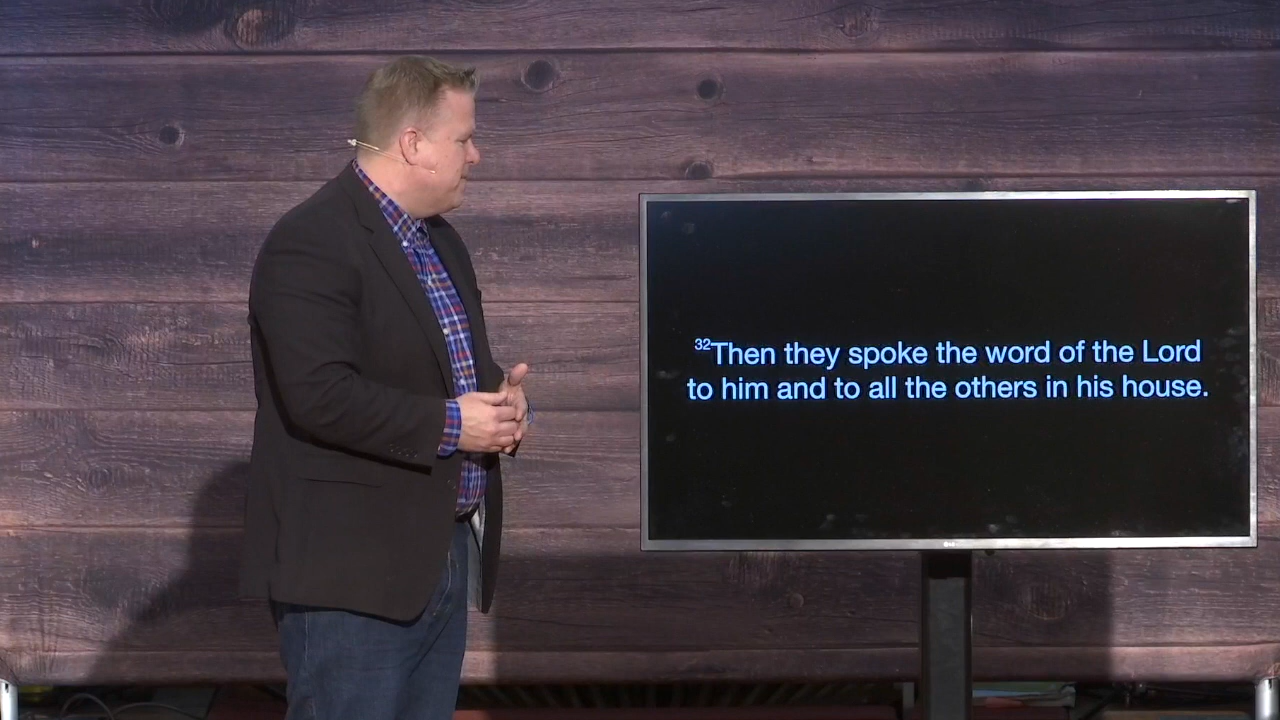 32Then they spoke the word of the Lord
to him and to all the others in his house.